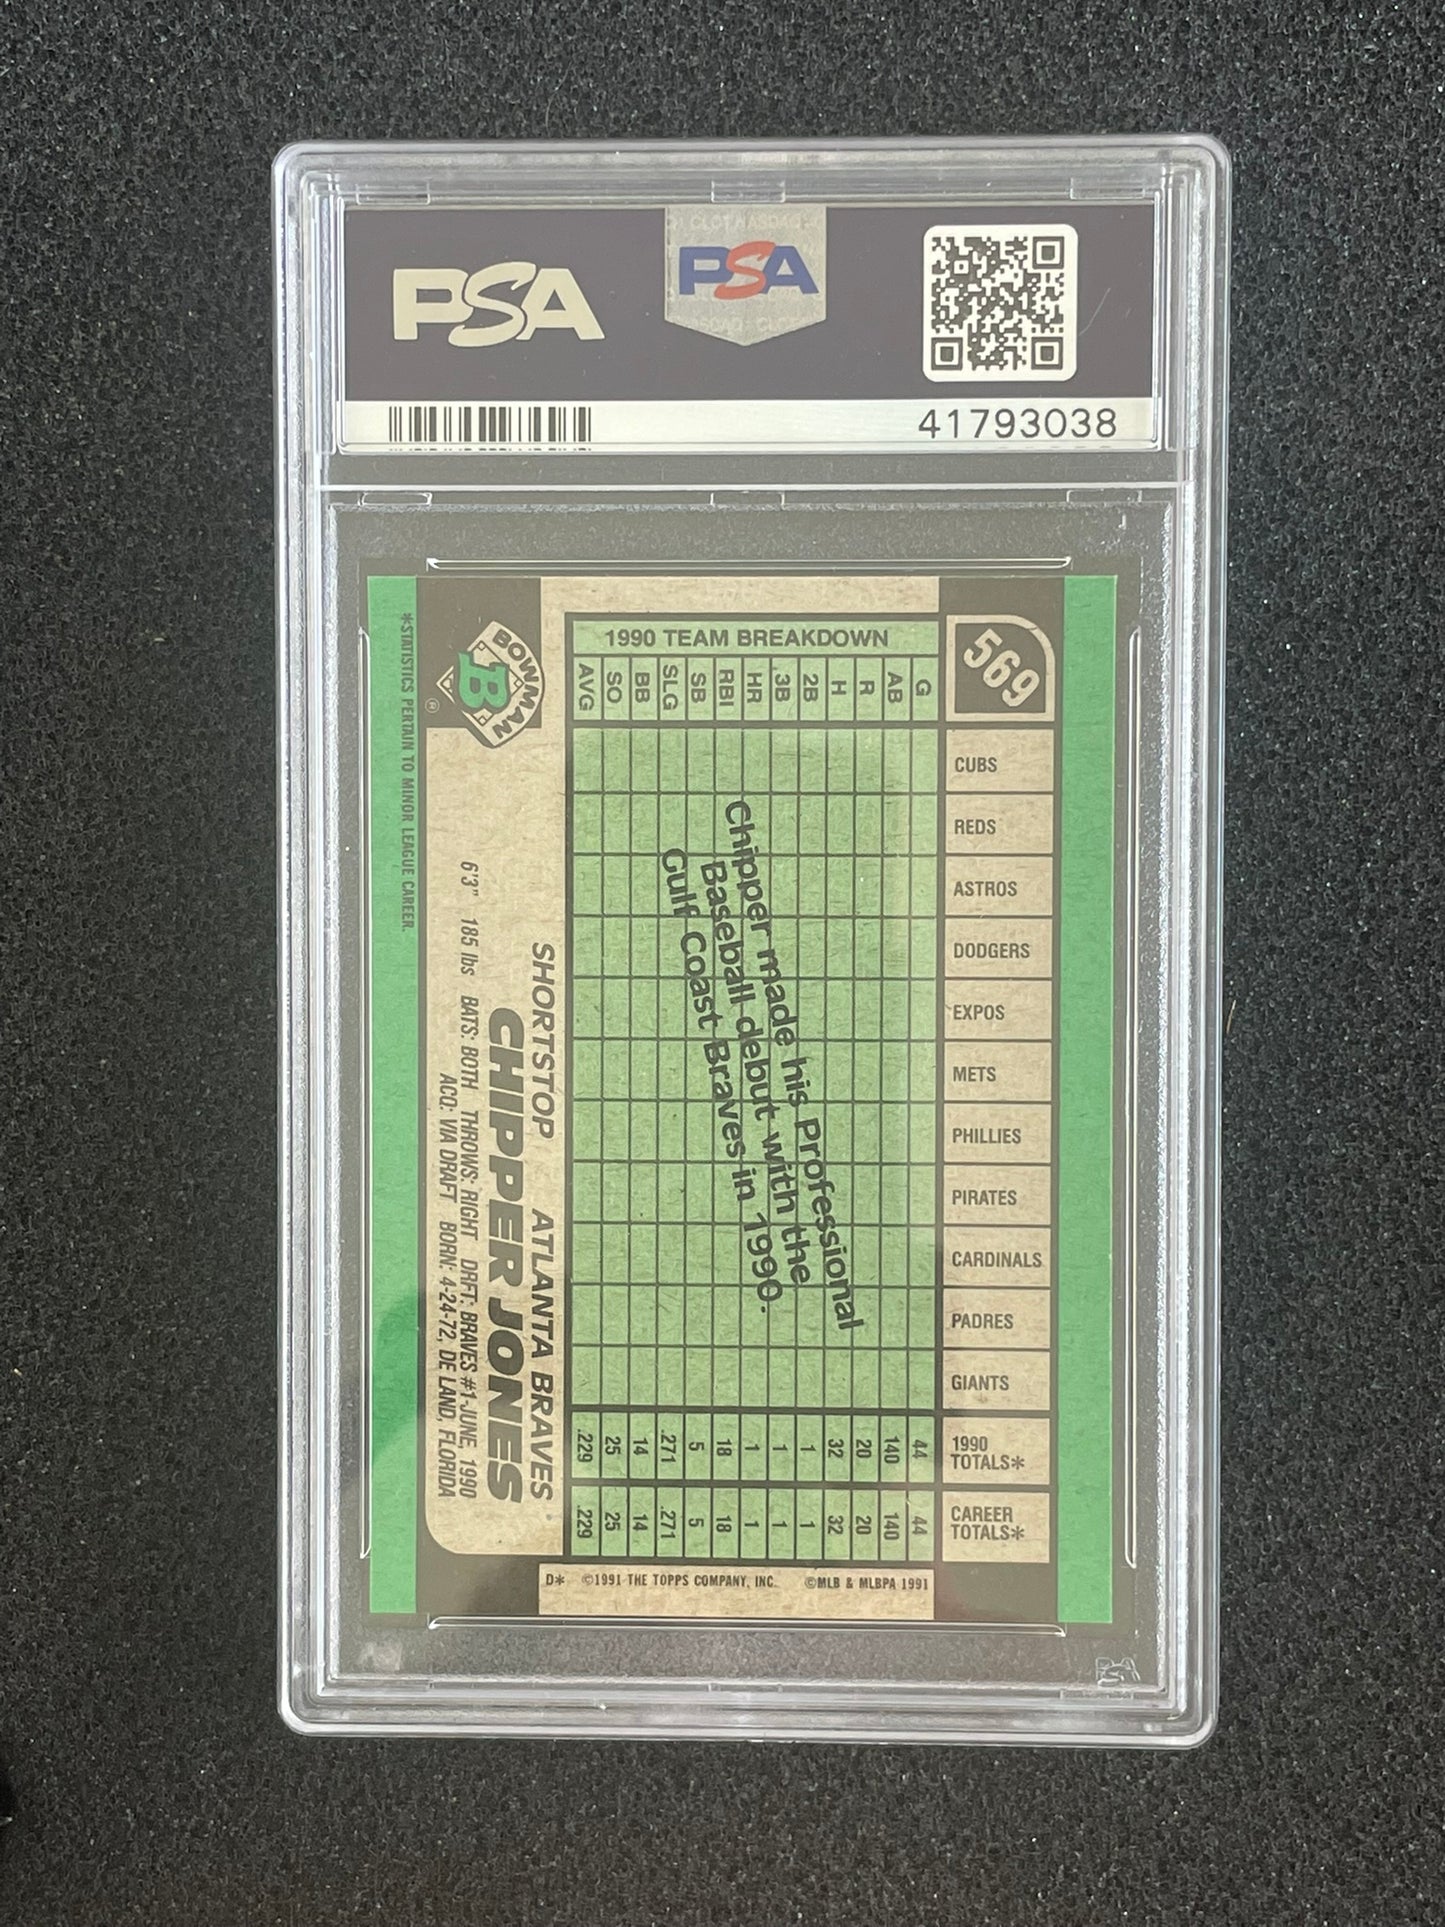 CLCT NASDAQ
PSA
PSA
NASDAQ · CLCT
41793038
569
CUBS
REDS
ASTROS
DODGERS
EXPOS
METS
PHILLIES
PIRATES
CARDINALS
PADRES
GIANTS
1990
TOTALS*
CAREER
TOTALS*
1990 TEAM BREAKDOWN
G 44 44
AB 140 140
R 20 20
H 32 32
2B 1 1
3B 1 1
HR 1 1
RBI 18 18
SB 5 5
SLG .271 .271
BB 14 14
SO 25 25
AVG .229 .229
Chipper made his Professional
Baseball debut with the
Gulf Coast Braves in 1990.
BOWMAN
B
®
SHORTSTOP ATLANTA BRAVES
CHIPPER JONES
6'3" 185 lbs BATS: BOTH THROWS: RIGHT DRFT: BRAVES #1-JUNE, 1990
ACQ: VIA DRAFT BORN: 4-24-72, DE LAND, FLORIDA
*STATISTICS PERTAIN TO MINOR LEAGUE CAREER.
D* ©1991 THE TOPPS COMPANY, INC. ©MLB & MLBPA 1991
PSA